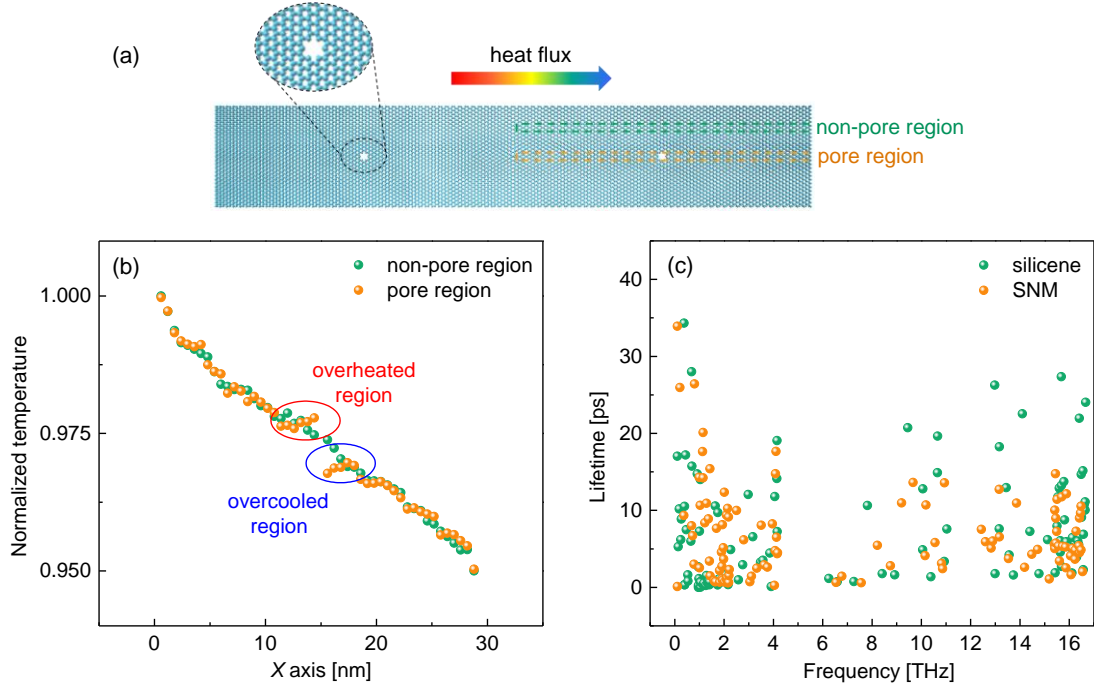 (a)
heat flux
non-pore region
pore region
(b)
non-pore region
pore region
overheated
region
overcooled
region
Normalized temperature
1.000
0.975
0.950
0
10
20
30
X axis [nm]
(c)
silicene
SNM
Lifetime [ps]
40
30
20
10
0
0
2
4
6
8
10
12
14
16
Frequency [THz]